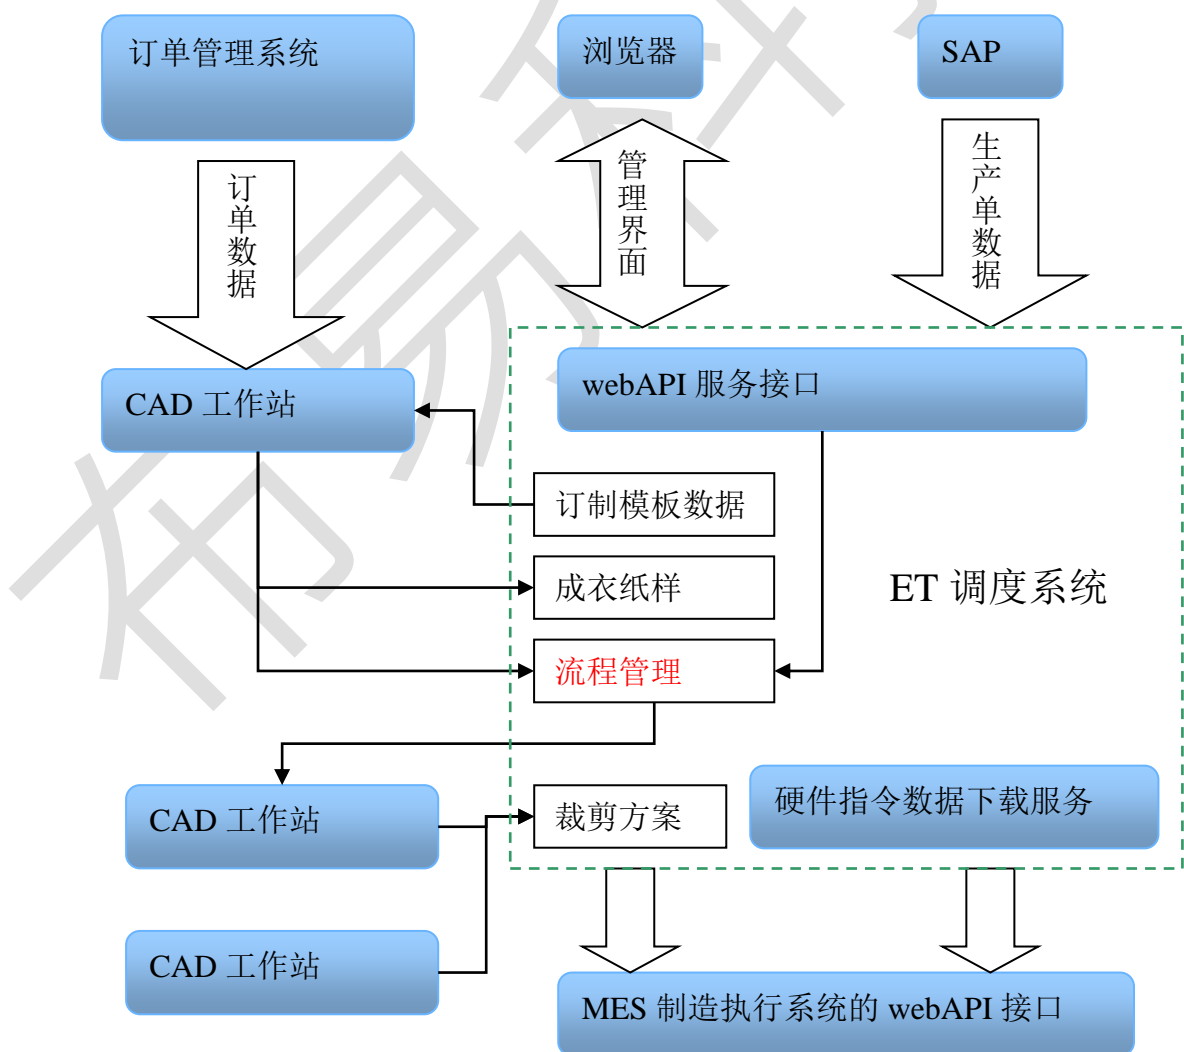 订单管理系统
浏览器
SAP
订单数据
管理界面
生产单数据
CAD 工作站
webAPI 服务接口
订制模板数据
成衣纸样
ET 调度系统
流程管理
CAD 工作站
裁剪方案
硬件指令数据下载服务
CAD 工作站
MES 制造执行系统的 webAPI 接口
布易科